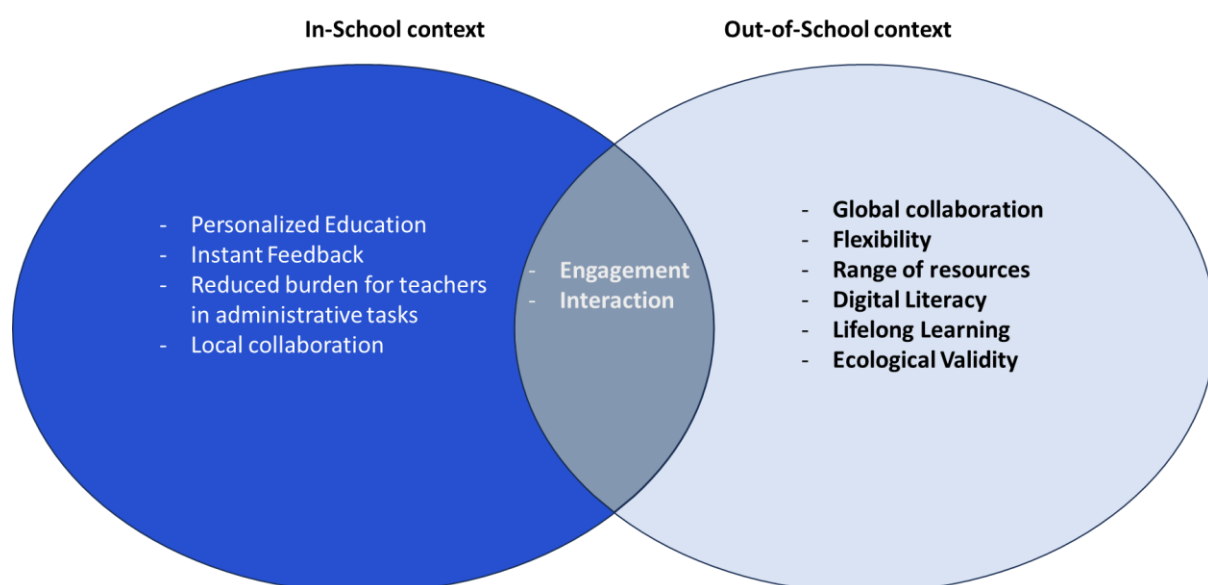 In-School context
Out-of-School context
- Personalized Education
- Instant Feedback
- Reduced burden for teachers
in administrative tasks
- Local collaboration
- Engagement
- Interaction
- Global collaboration
- Flexibility
- Range of resources
- Digital Literacy
- Lifelong Learning
- Ecological Validity